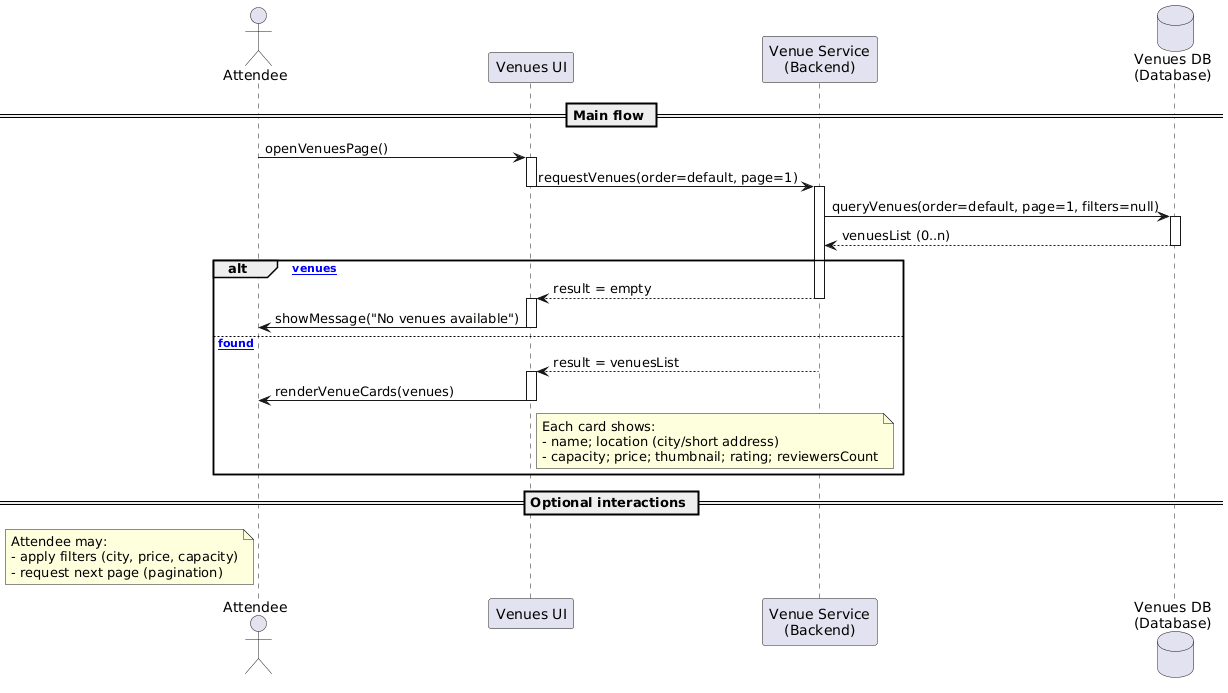 Attendee
Venues UI
Venue Service
(Backend)
Venues DB
(Database)
Main flow
openVenuesPage()
requestVenues(order=default, page=1)
queryVenues(order=default, page=1, filters=null)
venuesList (0..n)
alt
venues
result = empty
showMessage("No venues available")
found
result = venuesList
renderVenueCards(venues)
Each card shows:
- name; location (city/short address)
- capacity; price; thumbnail; rating; reviewersCount
Optional interactions
Attendee may:
- apply filters (city, price, capacity)
- request next page (pagination)
Attendee
Venues UI
Venue Service
(Backend)
Venues DB
(Database)